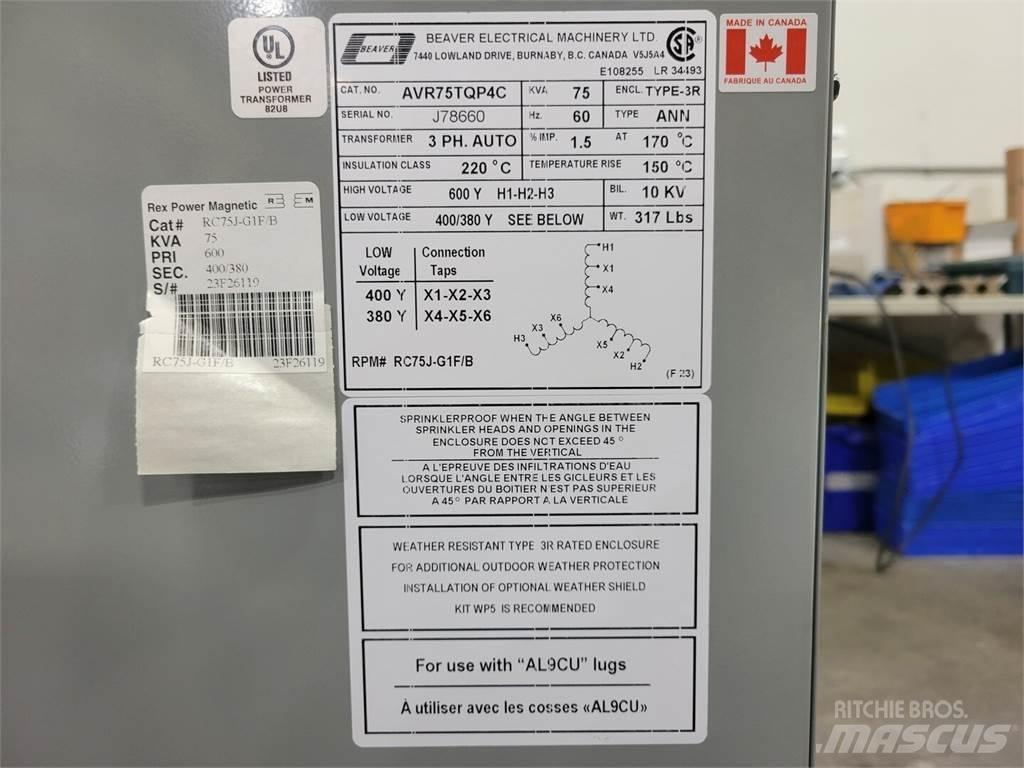 UL
LISTED
POWER
TRANSFORMER
82U8
BEAVER
BEAVER ELECTRICAL MACHINERY LTD.
7440 LOWLAND DRIVE, BURNABY, B.C. CANADA V5J5A4
E108255 LR 34493
CAT. NO. AVR75TQP4C KVA 75 ENCL. TYPE-3R
SERIAL NO. J78660 Hz. 60 TYPE ANN
TRANSFORMER 3 PH. AUTO % IMP. 1.5 AT 170 °C
INSULATION CLASS 220 °C TEMPERATURE RISE 150 °C
HIGH VOLTAGE 600 Y H1-H2-H3 BIL. 10 KV
LOW VOLTAGE 400/380 Y SEE BELOW WT. 317 Lbs
LOW Connection
Voltage Taps
400 Y X1-X2-X3
380 Y X4-X5-X6
H1
X1
X4
X6
X3
H3
X5
X2
H2
RPM# RC75J-G1F/B
(F 23)
MADE IN CANADA
FABRIQUE AU CANADA
Rex Power Magnetic
Cat# RC75J-G1F/B
KVA 75
PRI 600
SEC. 400/380
S/# 23F26119
RC75J-G1F/B 23F26119
SPRINKLERPROOF WHEN THE ANGLE BETWEEN
SPRINKLER HEADS AND OPENINGS IN THE
ENCLOSURE DOES NCT EXCEED 45 °
FROM THE VERTICAL
A L'EPREUVE DES INFILTRATIONS D'EAU
LORSQUE L'ANGLE ENTRE LES GICLEURS ET LES
OUVERTURES DU BOITIER N'EST PAS SUPERIEUR
A 45° PAR RAPPORT A LA VERTICALE
WEATHER RESISTANT TYPE 3R RATED ENCLOSURE
FOR ADDITIONAL OUTDOOR WEATHER PROTECTION
INSTALLATION OF OPTIONAL WEATHER SHIELD
KIT WP5 IS RECOMMENDED
For use with "AL9CU" lugs
À utiliser avec les cosses «AL9CU»
RITCHIE BROS.
MASCUS